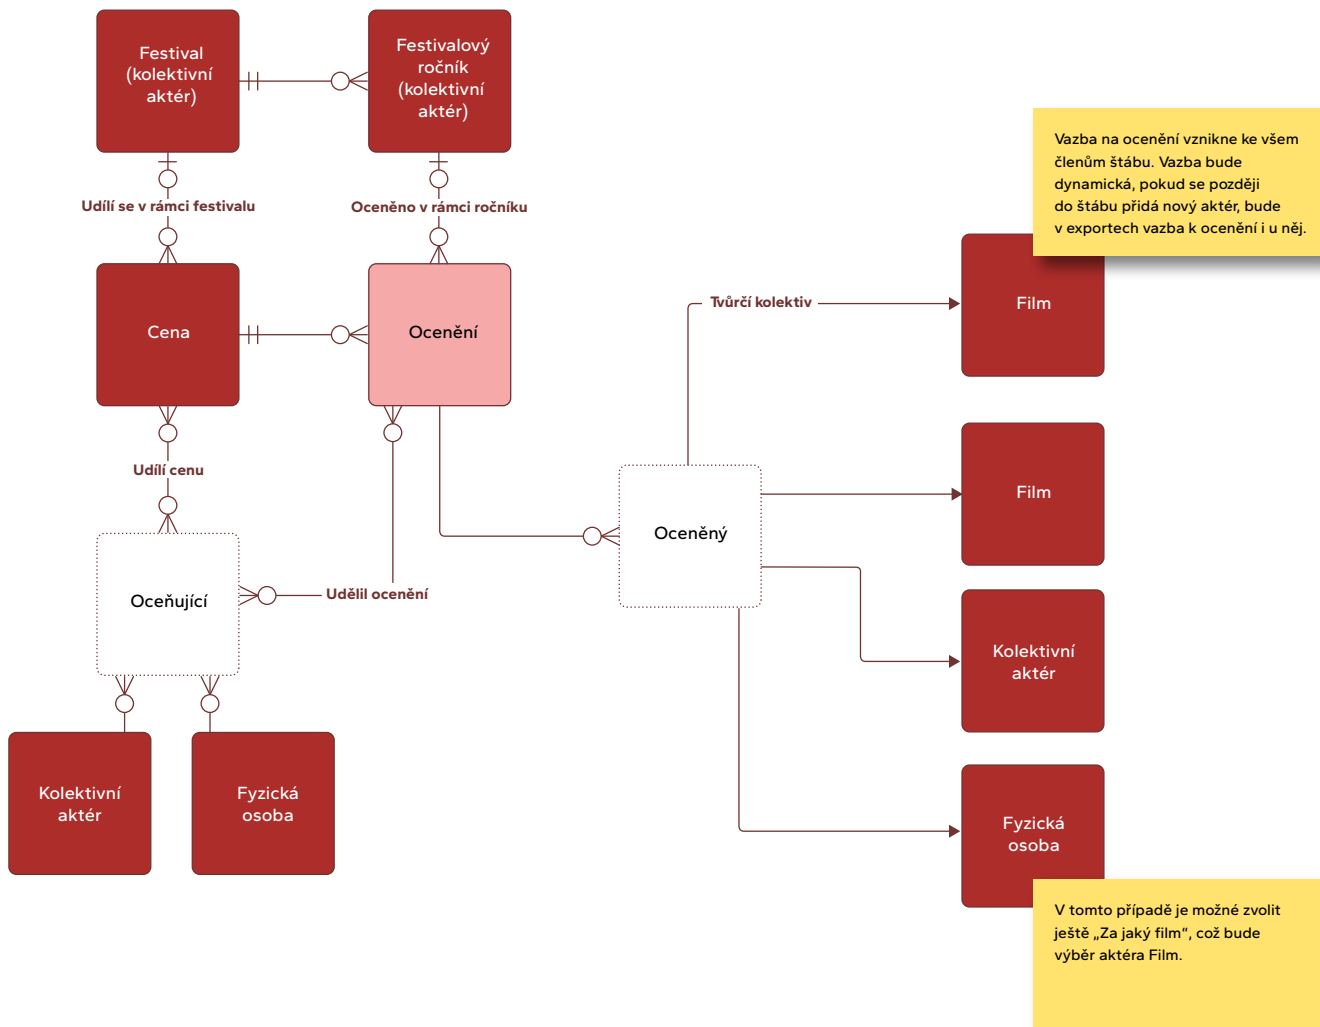 Festival
(kolektivní
aktér)
Festivalový
ročník
(kolektivní
aktér)
Vazba na ocenění vznikne ke všem
členům štábu. Vazba bude
dynamická, pokud se později
do štábu přidá nový aktér, bude
v exportech vazba k ocenění i u něj.
Udílí se v rámci festivalu
Oceněno v rámci ročníku
Cena
Ocenění
Tvůrčí kolektiv
Film
Udílí cenu
Film
Oceněný
Oceňující
Udělil ocenění
Kolektivní
aktér
Kolektivní
aktér
Fyzická
osoba
Fyzická
osoba
V tomto případě je možné zvolit
ještě „Za jaký film“, což bude
výběr aktéra Film.